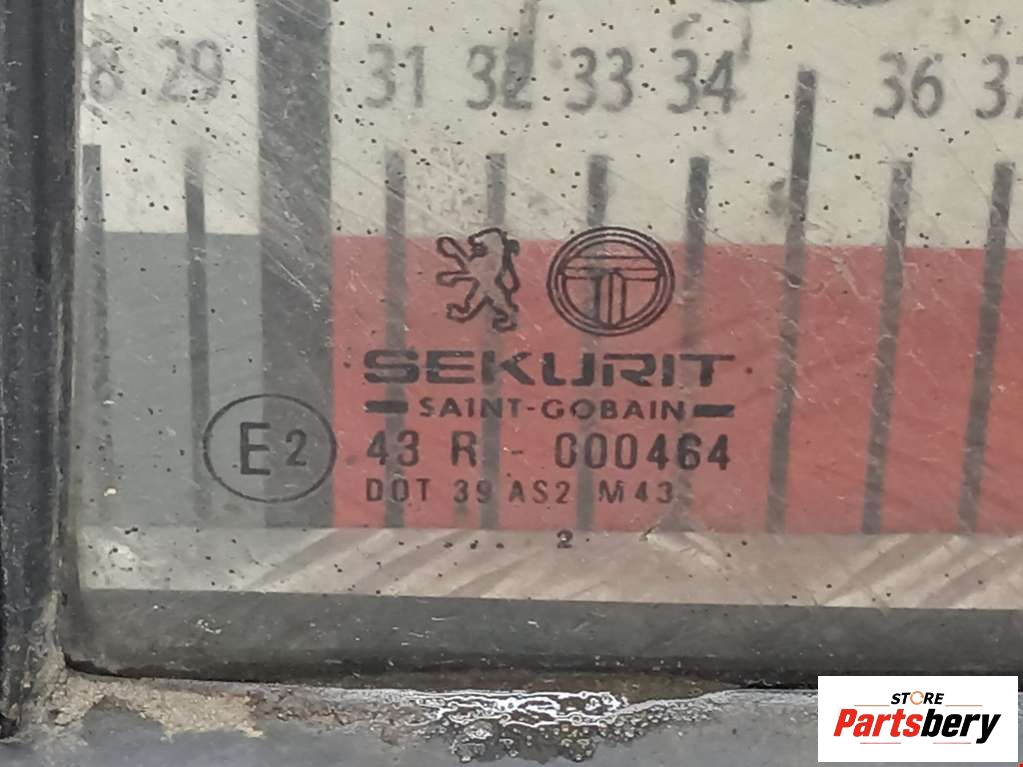 29 31 32 33 34 36 37
SEKURIT
SAINT-GOBAIN
E2
43 R - 000464
DOT 39 AS2 M43
... 2
STORE
Partsbery